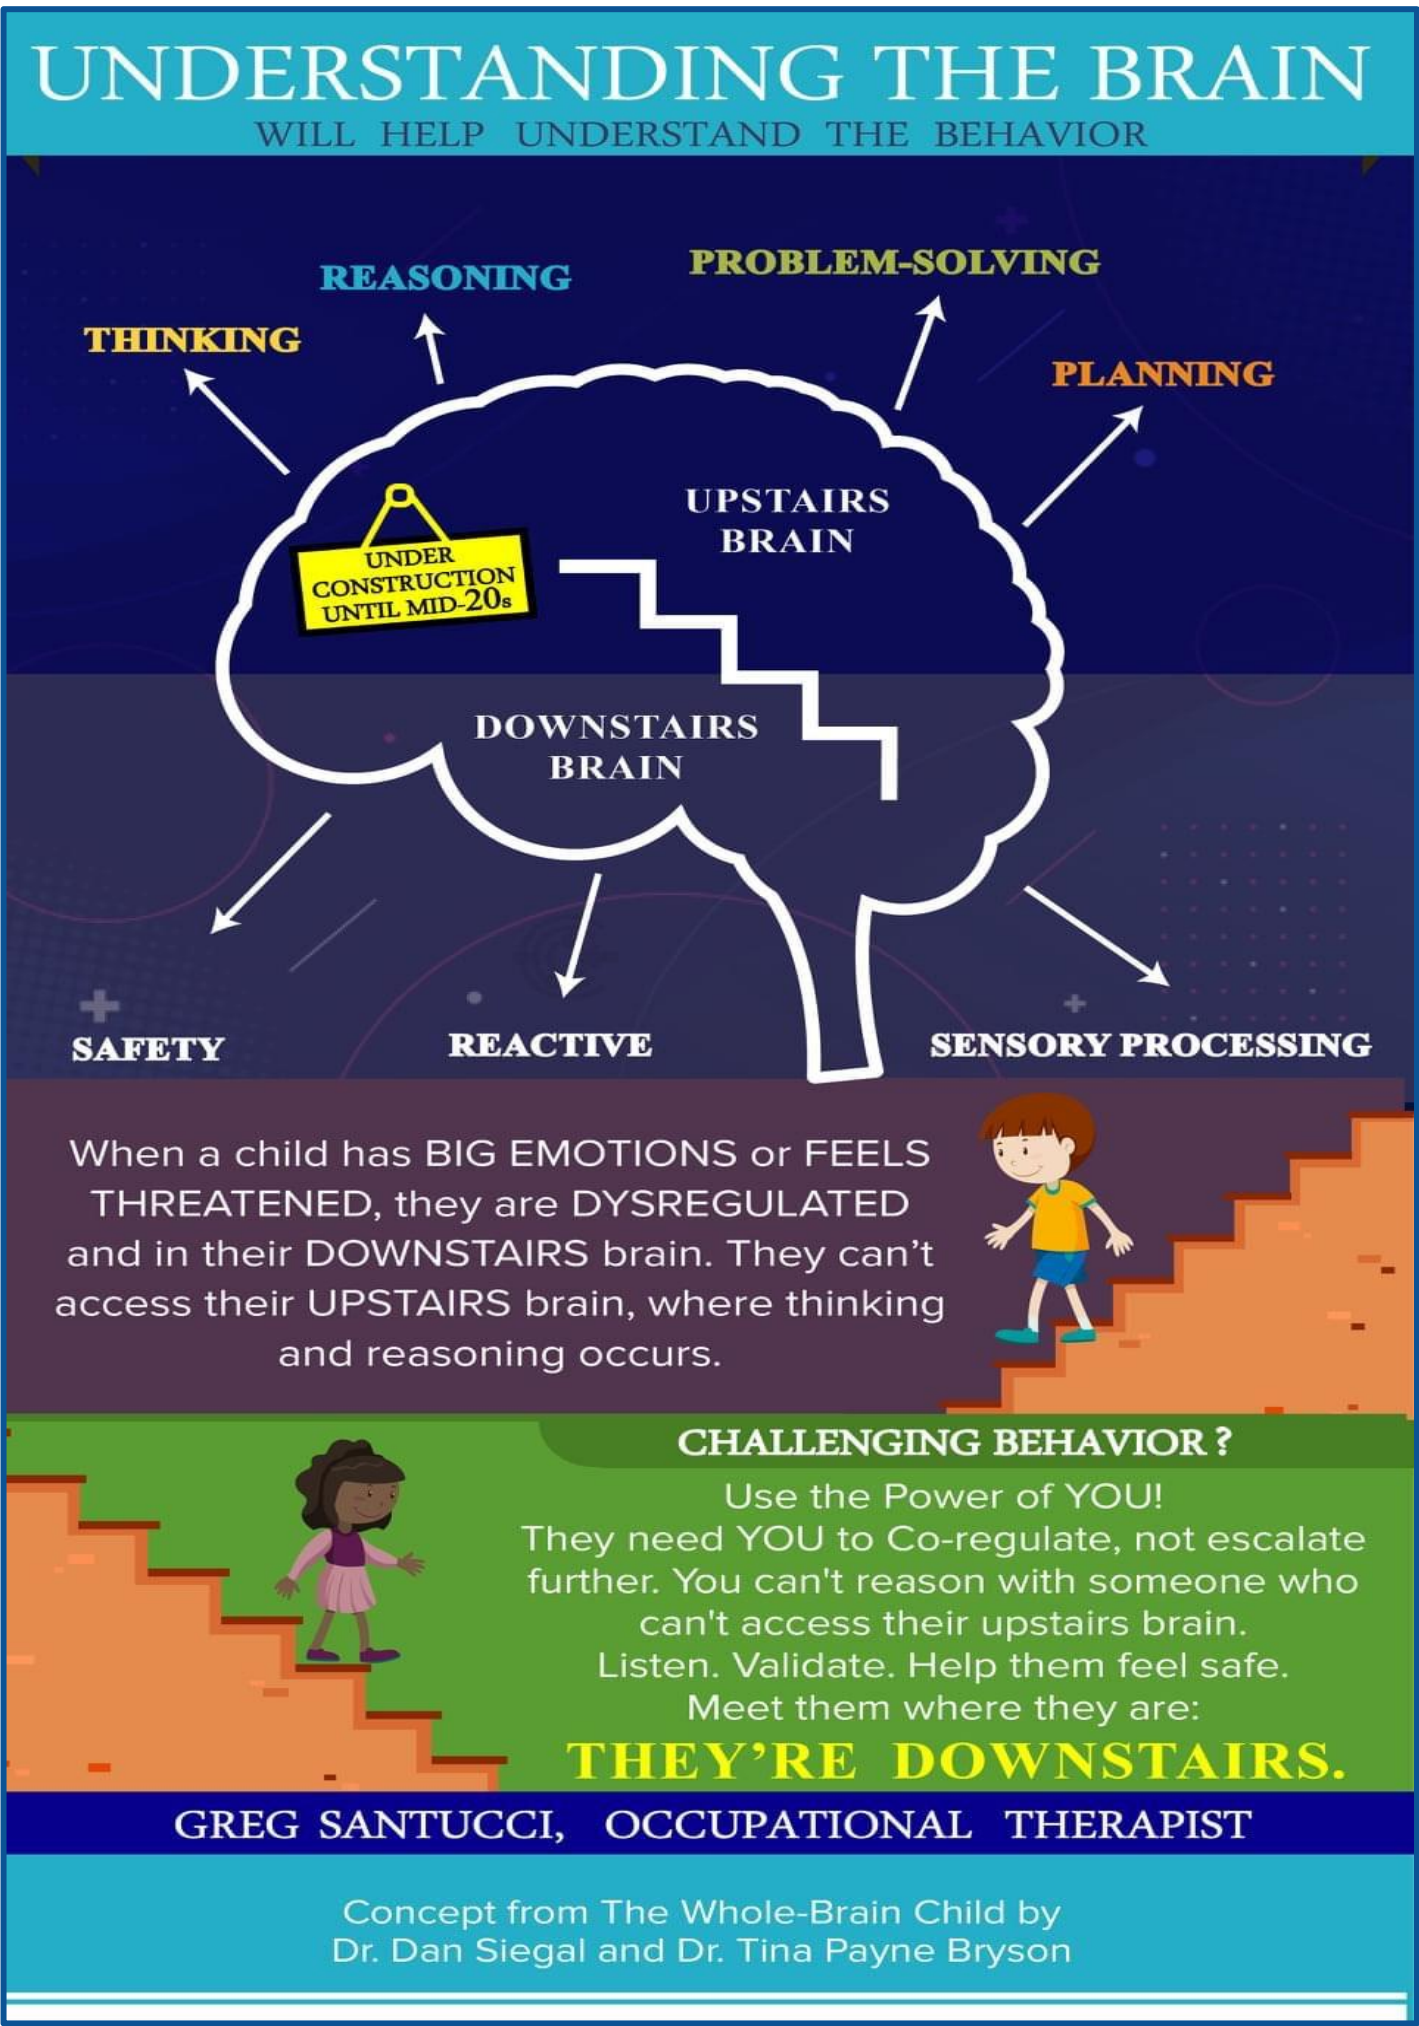 UNDERSTANDING THE BRAIN
WILL HELP UNDERSTAND THE BEHAVIOR
REASONING
PROBLEM-SOLVING
THINKING
PLANNING
UPSTAIRS
BRAIN
UNDER
CONSTRUCTION
UNTIL MID-20s
DOWNSTAIRS
BRAIN
SAFETY
REACTIVE
SENSORY PROCESSING
When a child has BIG EMOTIONS or FEELS
THREATENED, they are DYSREGULATED
and in their DOWNSTAIRS brain. They can't
access their UPSTAIRS brain, where thinking
and reasoning occurs.
CHALLENGING BEHAVIOR ?
Use the Power of YOU!
They need YOU to Co-regulate, not escalate
further. You can't reason with someone who
can't access their upstairs brain.
Listen. Validate. Help them feel safe.
Meet them where they are:
THEY'RE DOWNSTAIRS.
GREG SANTUCCI, OCCUPATIONAL THERAPIST
Concept from The Whole-Brain Child by
Dr. Dan Siegal and Dr. Tina Payne Bryson